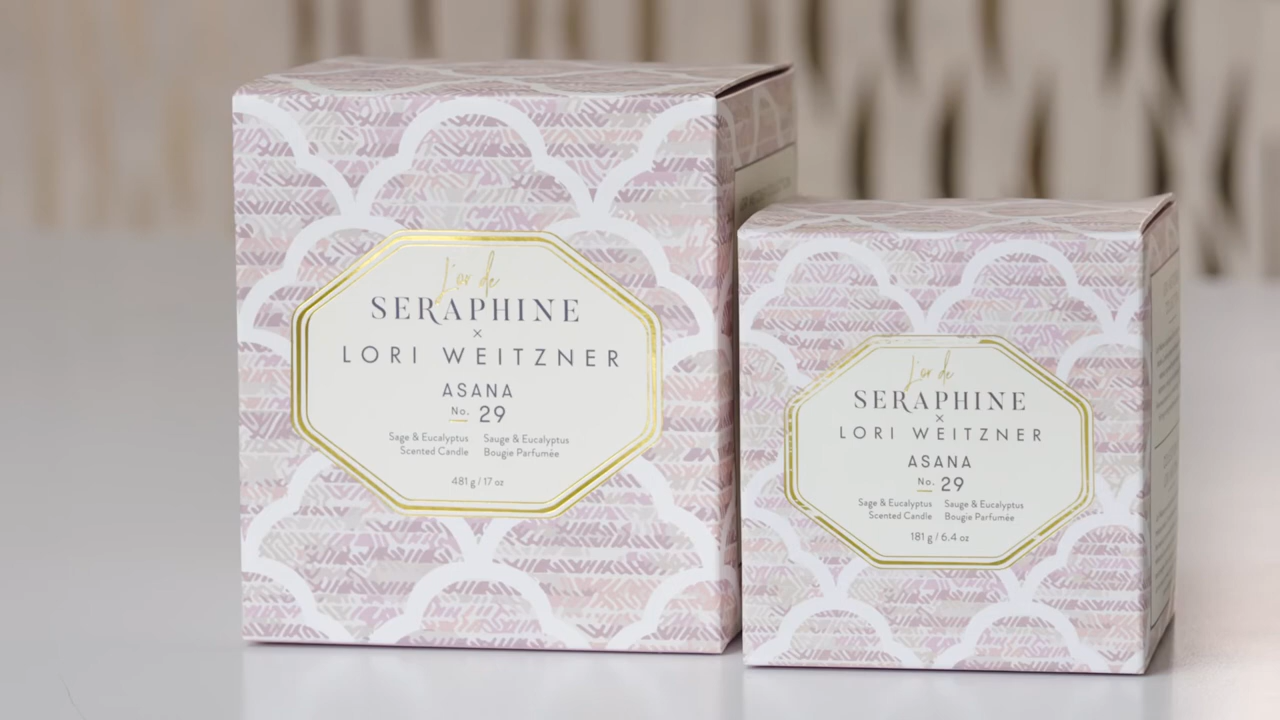 L'or de
SERAPHINE
×
LORI WEITZNER
ASANA
No. 29
Sage & Eucalyptus Sauge & Eucalyptus
Scented Candle Bougie Parfumée
481 g / 17 oz
L'or de
SERAPHINE
×
LORI WEITZNER
ASANA
No. 29
Sage & Eucalyptus Sauge & Eucalyptus
Scented Candle Bougie Parfumée
181 g / 6.4 oz